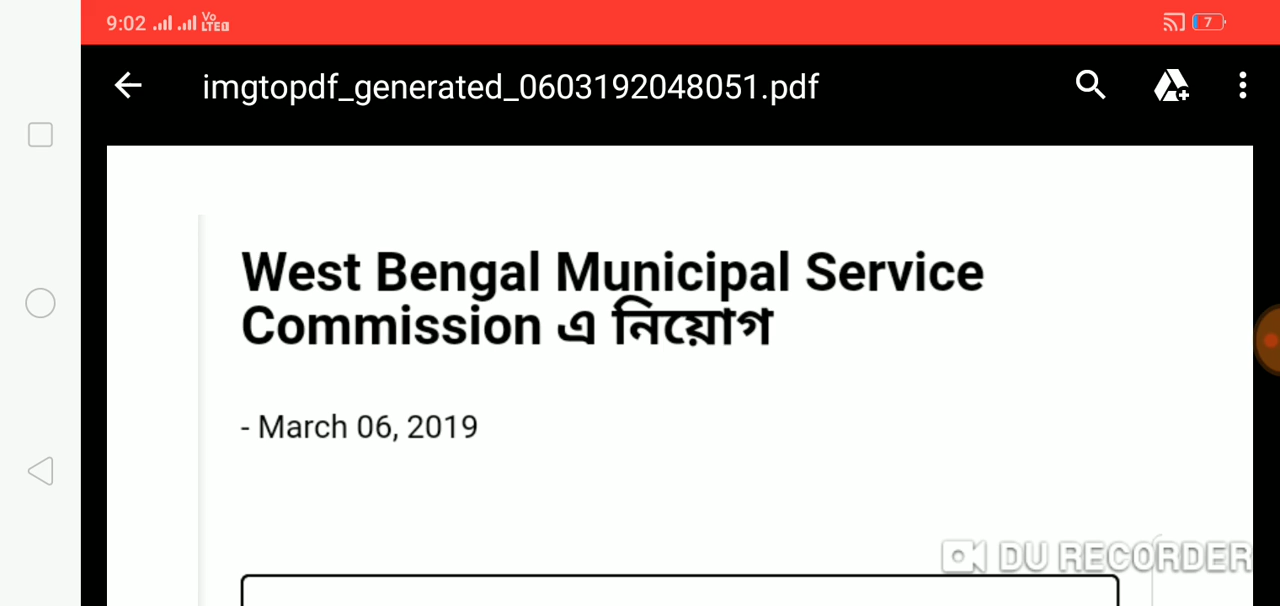 9:02 Vo LTE 7
imgtopdf_generated_0603192048051.pdf
West Bengal Municipal Service
Commission এ নিয়োগ
- March 06, 2019
DU RECORDER